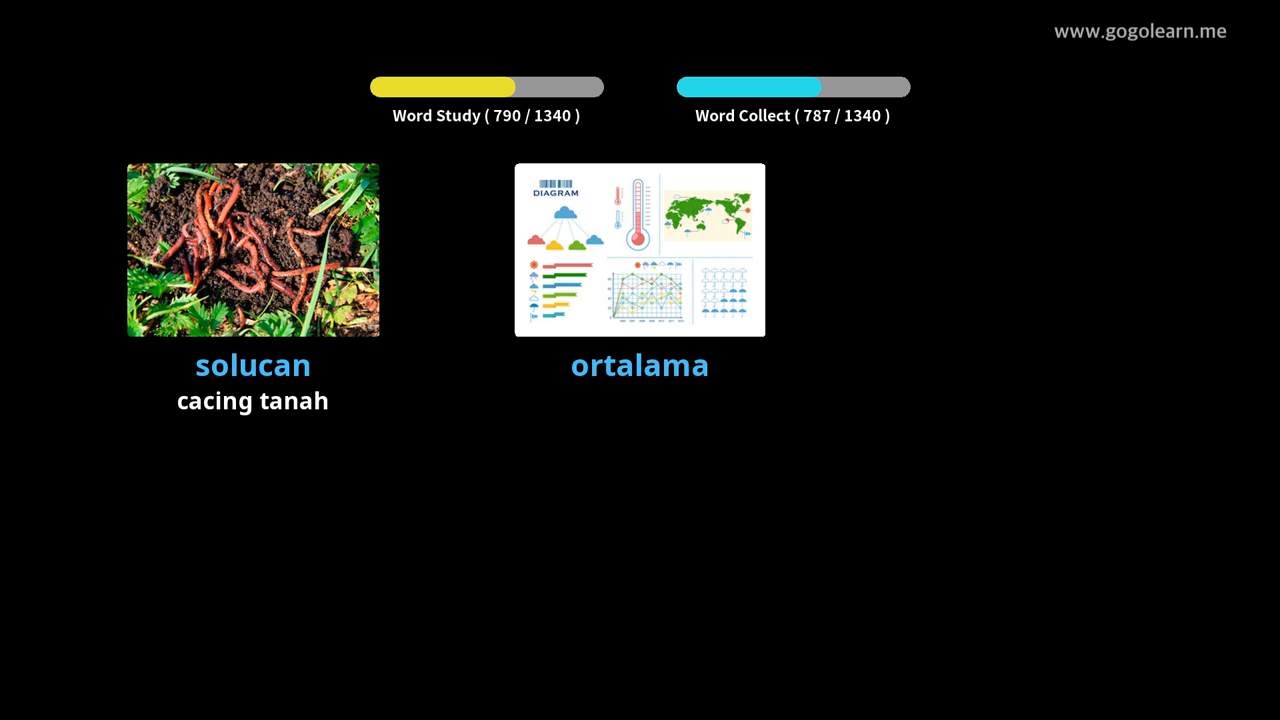 www.gogolearn.me
Word Study ( 790 / 1340 )
Word Collect ( 787 / 1340 )
DIAGRAM
solucan
ortalama
cacing tanah